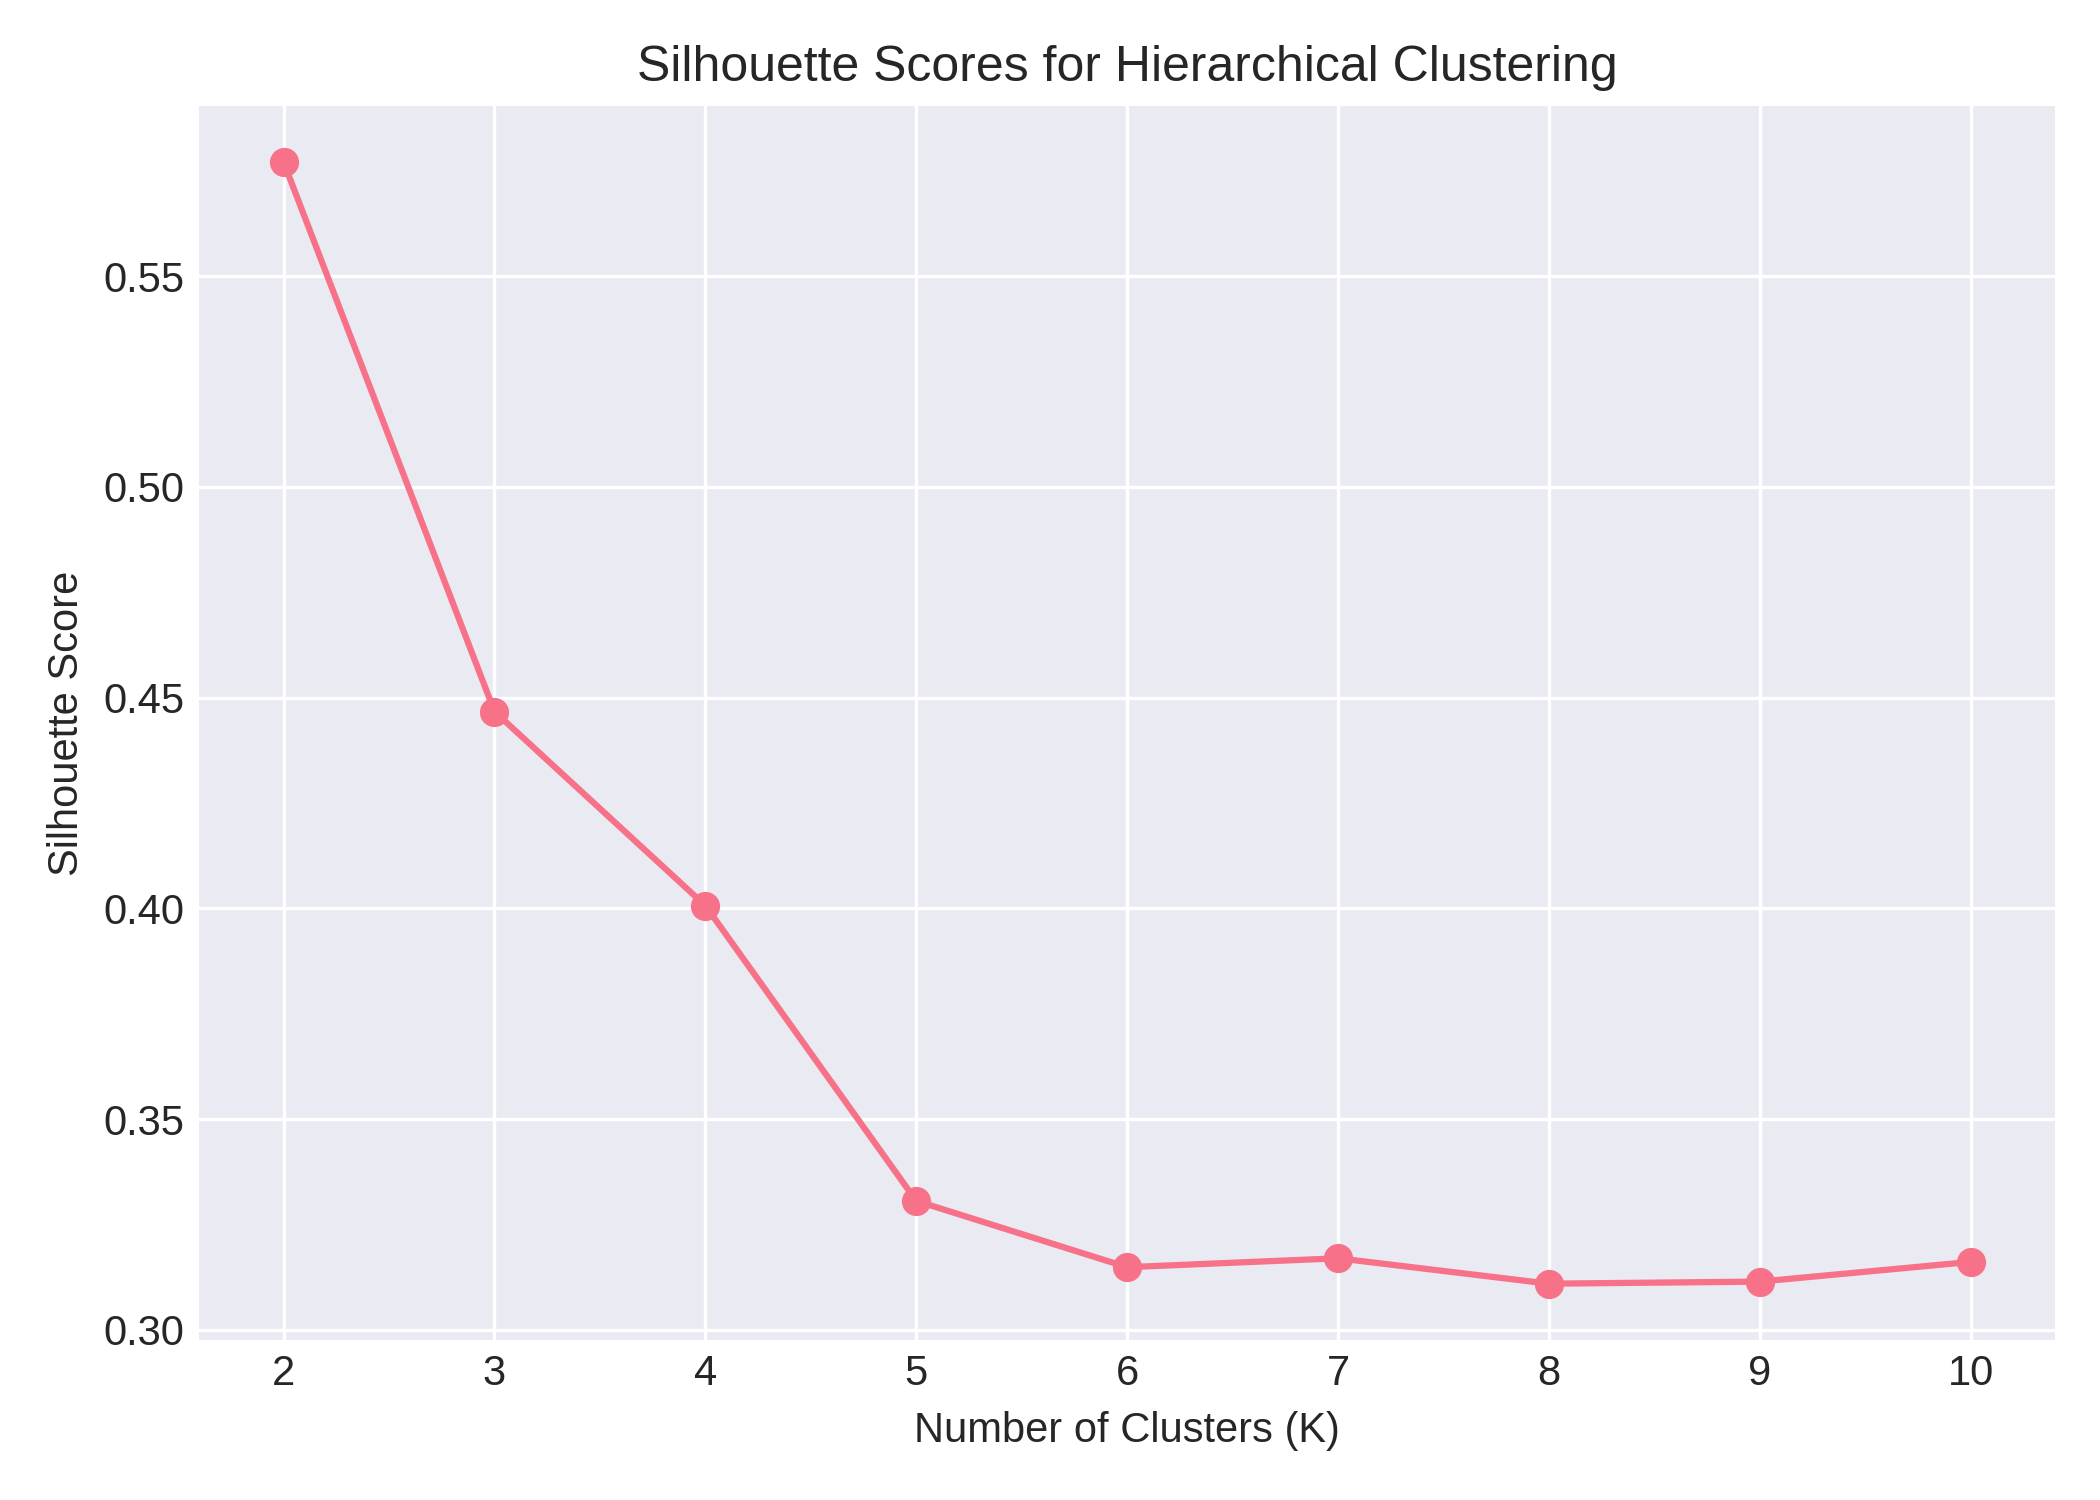 Silhouette Scores for Hierarchical Clustering
Silhouette Score
0.55
0.50
0.45
0.40
0.35
0.30
2 3 4 5 6 7 8 9 10
Number of Clusters (K)